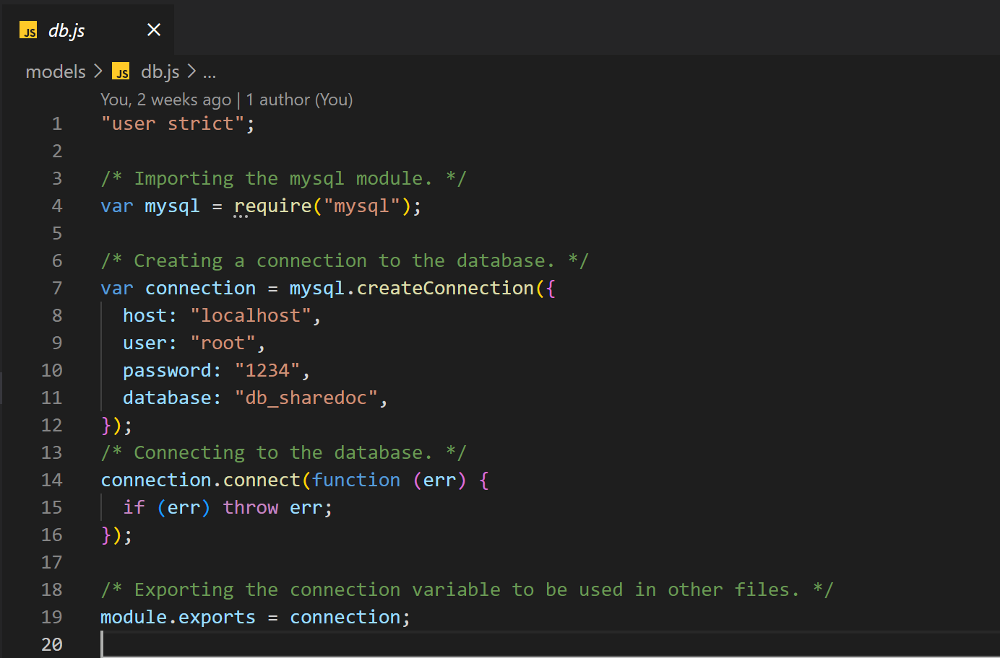 JS db.js
models > JS db.js > ...
You, 2 weeks ago | 1 author (You)
1 "user strict";
2
3 /* Importing the mysql module. */
4 var mysql = require("mysql");
5
6 /* Creating a connection to the database. */
7 var connection = mysql.createConnection({
8   host: "localhost",
9   user: "root",
10   password: "1234",
11   database: "db_sharedoc",
12 });
13 /* Connecting to the database. */
14 connection.connect(function (err) {
15   if (err) throw err;
16 });
17
18 /* Exporting the connection variable to be used in other files. */
19 module.exports = connection;
20